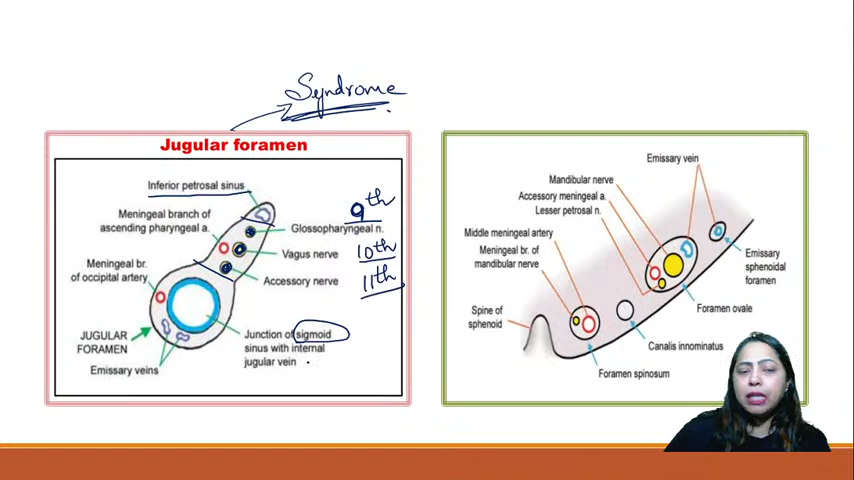 Syndrome
Jugular foramen
Inferior petrosal sinus
Meningeal branch of
ascending pharyngeal a.
Meningeal br.
of occipital artery
JUGULAR
FORAMEN
Emissary veins
Glossopharyngeal n.
Vagus nerve
Accessory nerve
Junction of sigmoid
sinus with internal
jugular vein
9th
10th
11th
Emissary vein
Mandibular nerve
Accessory meningeal a.
Lesser petrosal n.
Middle meningeal artery
Meningeal br. of
mandibular nerve
Spine of
sphenoid
Emissary
sphenoidal
foramen
Foramen ovale
Canalis innominatus
Foramen spinosum